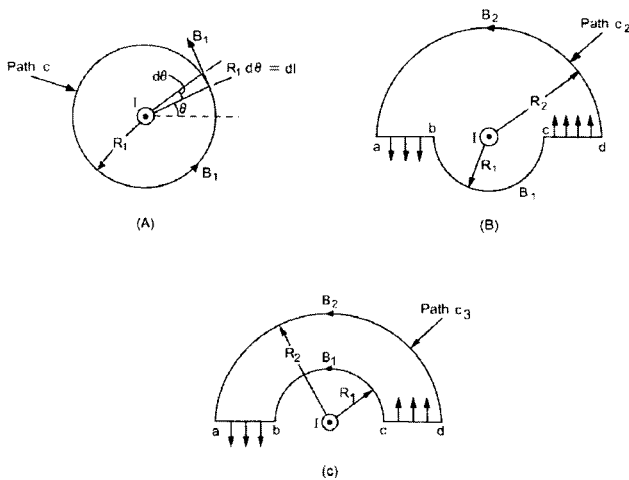 B₁
Path c
dθ
R₁ dθ = dl
I
θ
R₁
B₁
(A)
B₂
Path c₂
R₂
a
b
I
c
d
R₁
B₁
(B)
B₂
Path c₃
R₂
B₁
R₁
a
b
I
c
d
(c)